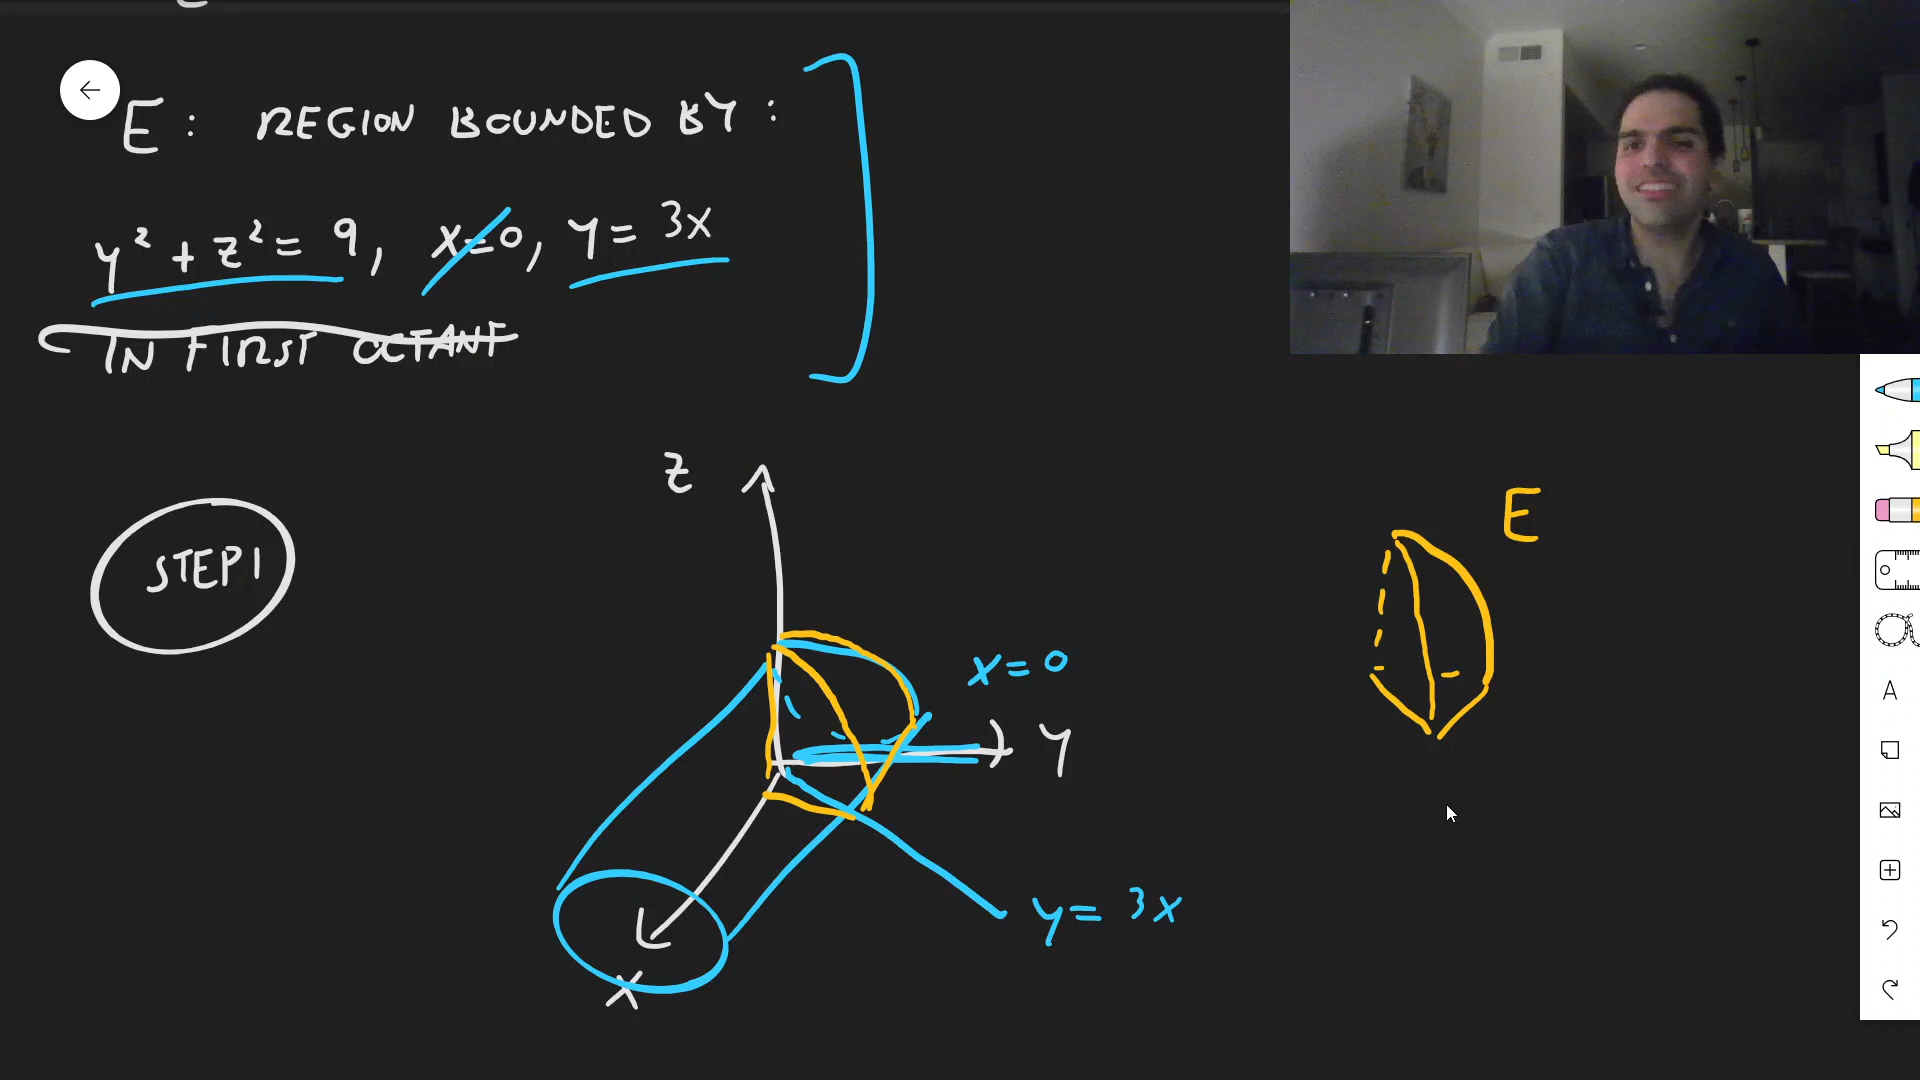 E: REGION BOUNDED BY:
y² + z² = 9, x=0, y = 3x
IN FIRST OCTANT
STEP 1
Z
E
x = 0
Y
y = 3x
X
A